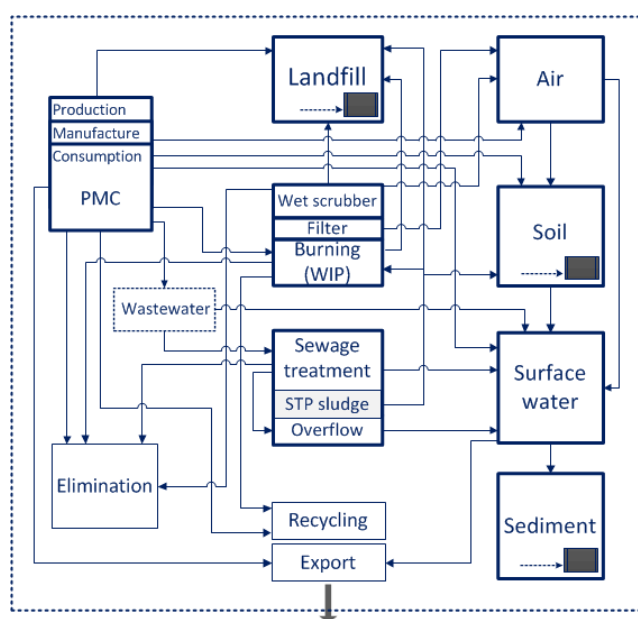 Landfill
Air
Production
Manufacture
Consumption
PMC
Wet scrubber
Filter
Burning
(WIP)
Soil
Wastewater
Sewage
treatment
STP sludge
Overflow
Surface
water
Elimination
Recycling
Export
Sediment